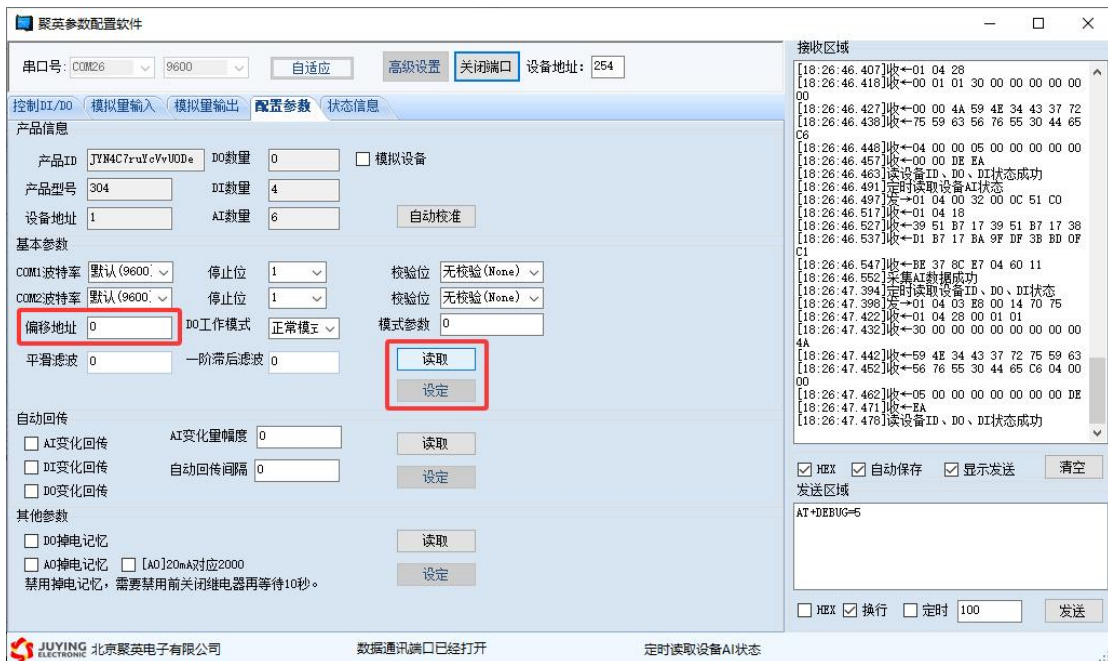 聚英参数配置软件
串口号: COM26 9600 自适应 高级设置 关闭端口 设备地址: 254
控制DI/DO 模拟量输入 模拟量输出 配置参数 状态信息
产品信息
产品ID JYN4C7ruYcVvU0De DO数量 0 模拟设备
产品型号 304 DI数量 4
设备地址 1 AI数量 6 自动校准
基本参数
COM1波特率 默认(9600) 停止位 1 校验位 无校验(None)
COM2波特率 默认(9600) 停止位 1 校验位 无校验(None)
偏移地址 0 DO工作模式 正常模式 模式参数 0
平滑滤波 0 一阶滞后滤波 0 读取
设定
自动回传
AI变化回传 AI变化量幅度 0 读取
DI变化回传 自动回传间隔 0 设定
DO变化回传
其他参数
DO掉电记忆 读取
AO掉电记忆 [AO]20mA对应2000 设定
禁用掉电记忆，需要禁用前关闭继电器再等待10秒。
接收区域
[18:26:46.407]收←01 04 28
[18:26:46.418]收←00 01 01 30 00 00 00 00 00
00
[18:26:46.427]收←00 00 4A 59 4E 34 43 37 72
[18:26:46.438]收←75 59 63 56 76 55 30 44 65
C6
[18:26:46.448]收←04 00 00 05 00 00 00 00 00
[18:26:46.457]收←00 00 DE EA
[18:26:46.463]读设备ID、DO、DI状态成功
[18:26:46.491]定时读取设备AI状态
[18:26:46.497]发→01 04 00 32 00 0C 51 C0
[18:26:46.517]收←01 04 18
[18:26:46.527]收←39 51 B7 17 39 51 B7 17 38
[18:26:46.537]收←D1 B7 17 BA 9F DF 3B BD 0F
C1
[18:26:46.547]收←BE 37 8C E7 04 60 11
[18:26:46.552]采集AI数据成功
[18:26:47.394]定时读取设备ID、DO、DI状态
[18:26:47.398]发→01 04 03 E8 00 14 70 75
[18:26:47.422]收←01 04 28 00 01 01
[18:26:47.432]收←30 00 00 00 00 00 00 00 00
4A
[18:26:47.442]收←59 4E 34 43 37 72 75 59 63
[18:26:47.452]收←56 76 55 30 44 65 C6 04 00
00
[18:26:47.462]收←05 00 00 00 00 00 00 00 DE
[18:26:47.471]收←EA
[18:26:47.478]读设备ID、DO、DI状态成功
HEX 自动保存 显示发送 清空
发送区域
AT+DEBUG=5
HEX 换行 定时 100 发送
JUYING ELECTRONIC 北京聚英电子有限公司 数据通讯端口已经打开 定时读取设备AI状态